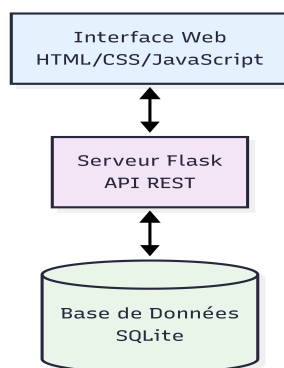 Interface Web
HTML/CSS/JavaScript
Serveur Flask
API REST
Base de Données
SQLite